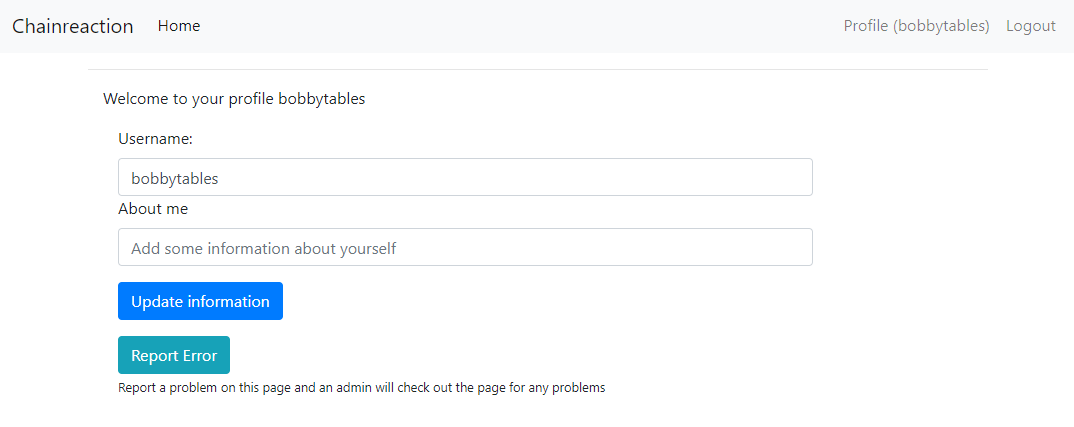 Chainreaction Home Profile (bobbytables) Logout
Welcome to your profile bobbytables
Username:
bobbytables
About me
Add some information about yourself
Update information
Report Error
Report a problem on this page and an admin will check out the page for any problems